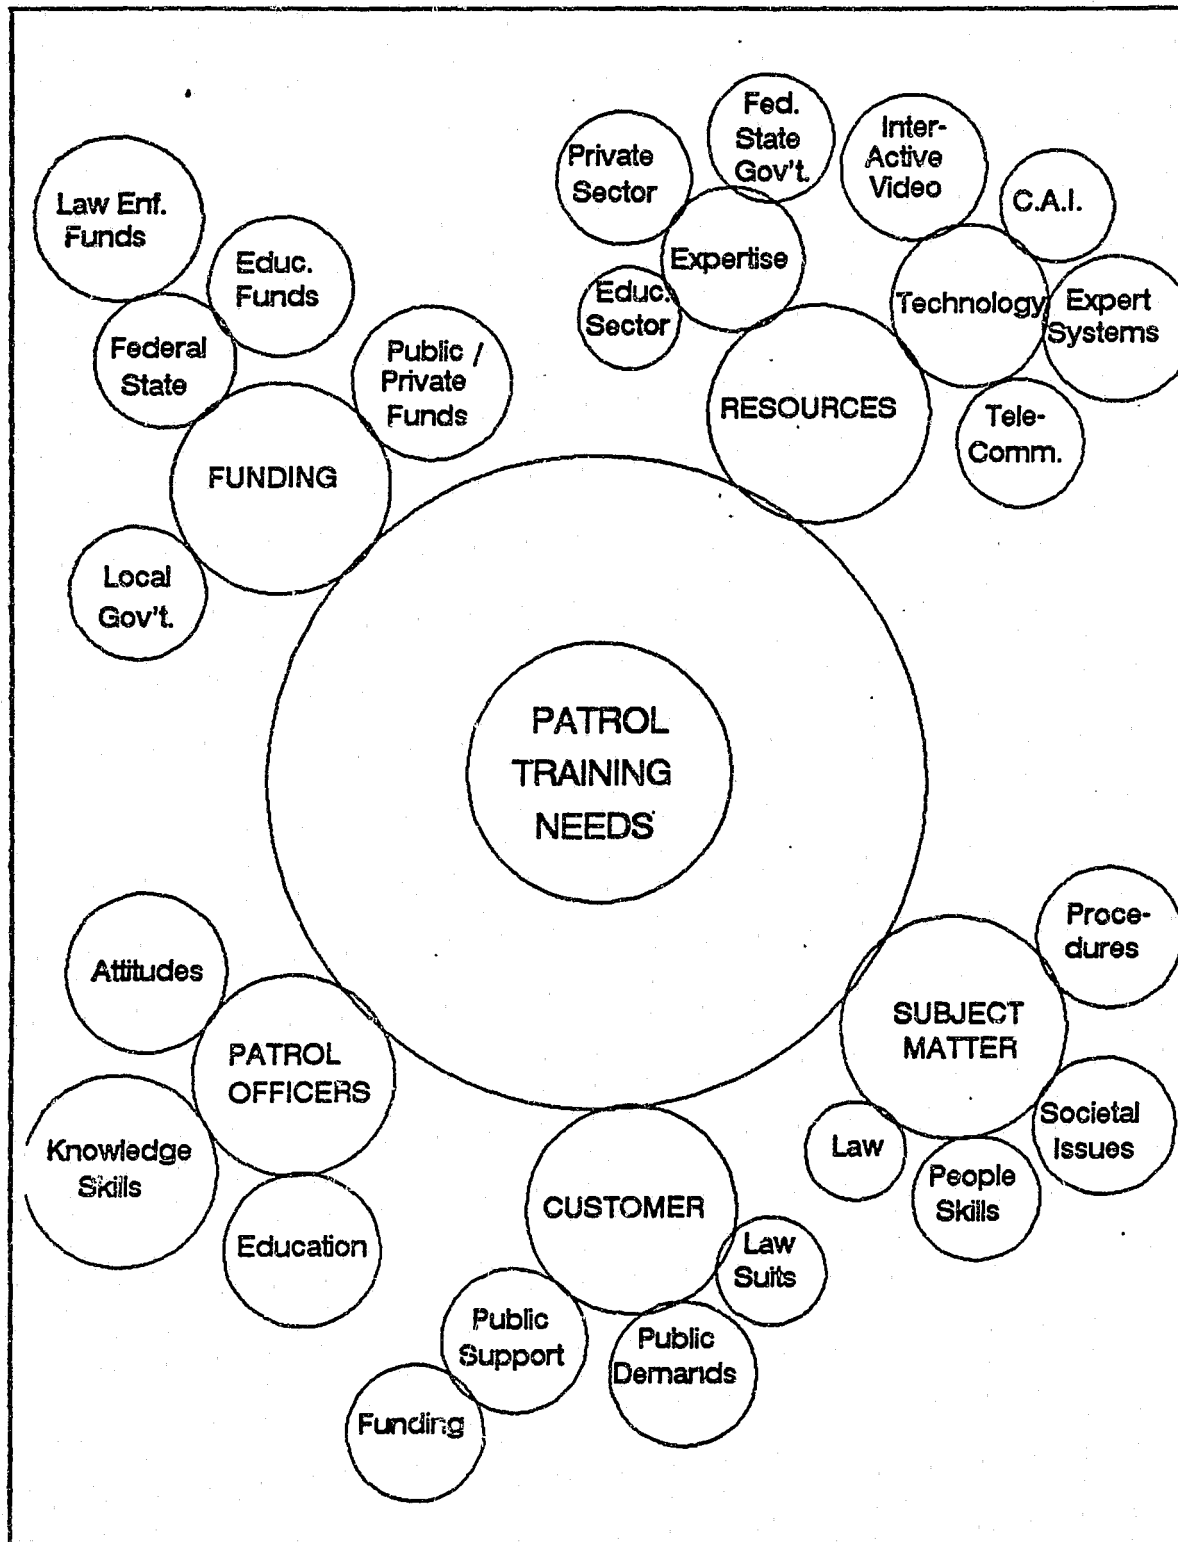 Law Enf.
Funds
Educ.
Funds
Federal
State
Public /
Private
Funds
FUNDING
Local
Gov't.
Private
Sector
Fed.
State
Gov't.
Expertise
Educ.
Sector
Inter-
Active
Video
C.A.I.
Technology
Expert
Systems
Tele-
Comm.
RESOURCES
PATROL
TRAINING
NEEDS
Attitudes
PATROL
OFFICERS
Knowledge
Skills
Education
CUSTOMER
Law
Suits
Public
Support
Public
Demands
Funding
Proce-
dures
SUBJECT
MATTER
Societal
Issues
Law
People
Skills